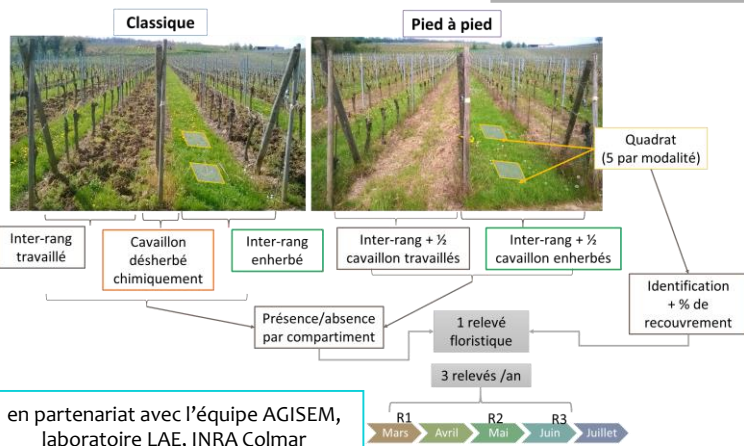 Classique
Pied à pied
Quadrat
(5 par modalité)
Inter-rang
travaillé
Cavaillon
désherbé
chimiquement
Inter-rang
enherbé
Inter-rang + ½
cavaillon travaillés
Inter-rang + ½
cavaillon enherbés
Identification
+ % de
recouvrement
Présence/absence
par compartiment
1 relevé
floristique
3 relevés /an
en partenariat avec l'équipe AGISEM,
laboratoire LAE, INRA Colmar
R1
R2
R3
Mars
Avril
Mai
Juin
Juillet